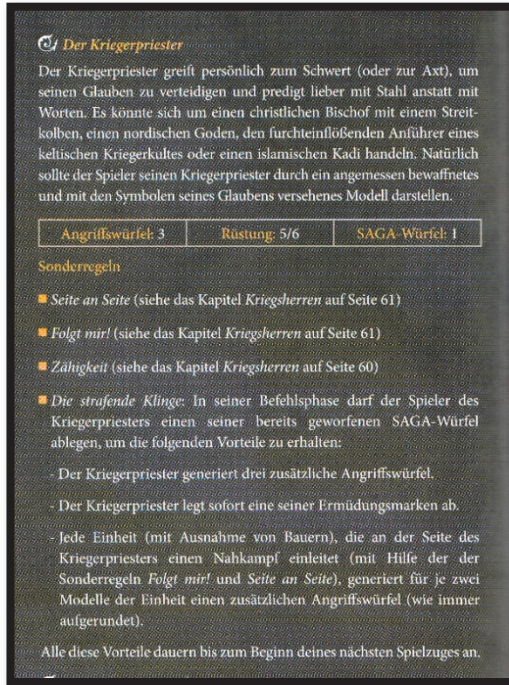 Der Kriegerpriester
Der Kriegerpriester greift persönlich zum Schwert (oder zur Axt), um
seinen Glauben zu verteidigen und predigt lieber mit Stahl anstatt mit
Worten. Es könnte sich um einen christlichen Bischof mit einem Streit-
kolben, einen nordischen Goden, den furchteinflößenden Anführer eines
keltischen Kriegerkultes oder einen islamischen Kadi handeln. Natürlich
sollte der Spieler seinen Kriegerpriester durch ein angemessen bewaffnetes
und mit den Symbolen seines Glaubens versehenes Modell darstellen.
Angriffswürfel: 3 Rüstung: 5/6 SAGA-Würfel: 1
Sonderregeln
Seite an Seite (siehe das Kapitel Kriegsherren auf Seite 61)
Folgt mir! (siehe das Kapitel Kriegsherren auf Seite 61)
Zähigkeit (siehe das Kapitel Kriegsherren auf Seite 60)
Die strafende Klinge: In seiner Befehlsphase darf der Spieler des
Kriegerpriesters einen seiner bereits geworfenen SAGA-Würfel
ablegen, um die folgenden Vorteile zu erhalten:
- Der Kriegerpriester generiert drei zusätzliche Angriffswürfel.
- Der Kriegerpriester legt sofort eine seiner Ermüdungsmarken ab.
- Jede Einheit (mit Ausnahme von Bauern), die an der Seite des
Kriegerpriesters einen Nahkampf einleitet (mit Hilfe der der
Sonderregeln Folgt mir! und Seite an Seite), generiert für je zwei
Modelle der Einheit einen zusätzlichen Angriffswürfel (wie immer
aufgerundet).
Alle diese Vorteile dauern bis zum Beginn deines nächsten Spielzuges an.